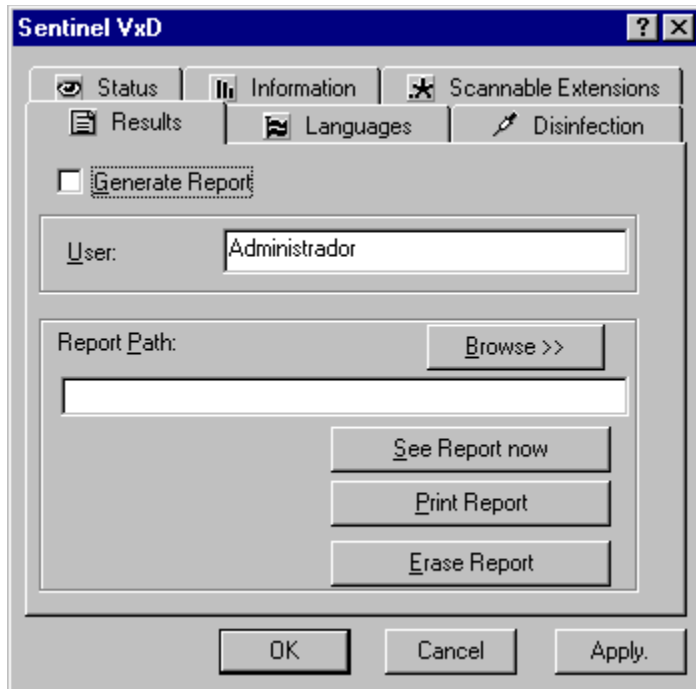 Sentinel VxD
Status
Information
Scannable Extensions
Results
Languages
Disinfection
Generate Report
User:
Administrador
Report Path:
Browse >>
See Report now
Print Report
Erase Report
OK
Cancel
Apply.